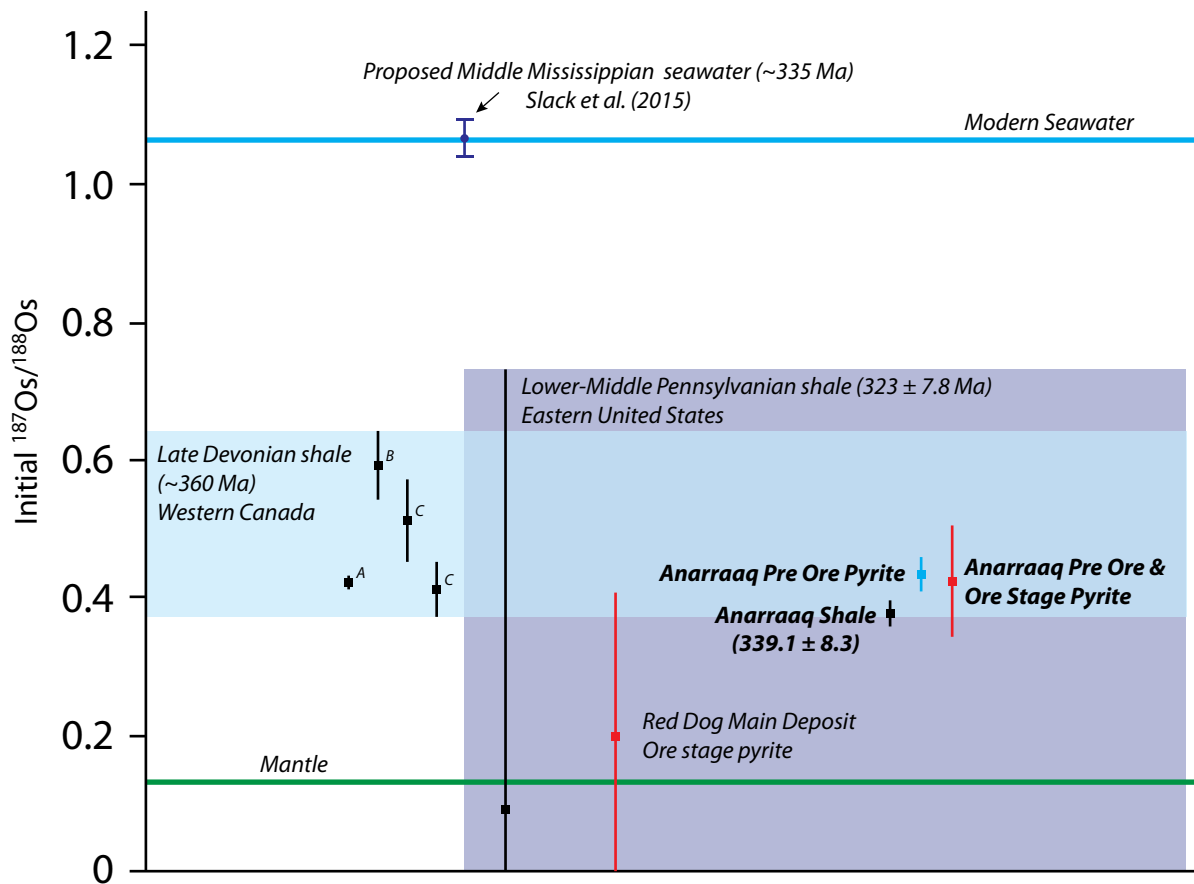 1.2
Proposed Middle Mississippian seawater (~335 Ma)
Slack et al. (2015)
Modern Seawater
1.0
0.8
Initial ¹⁸⁷Os/¹⁸⁸Os
Lower-Middle Pennsylvanian shale (323 ± 7.8 Ma)
Eastern United States
0.6
Late Devonian shale
(~360 Ma)
Western Canada
B
C
A
C
0.4
Anarraaq Pre Ore Pyrite
Anarraaq Pre Ore &
Ore Stage Pyrite
Anarraaq Shale
(339.1 ± 8.3)
0.2
Red Dog Main Deposit
Ore stage pyrite
Mantle
0